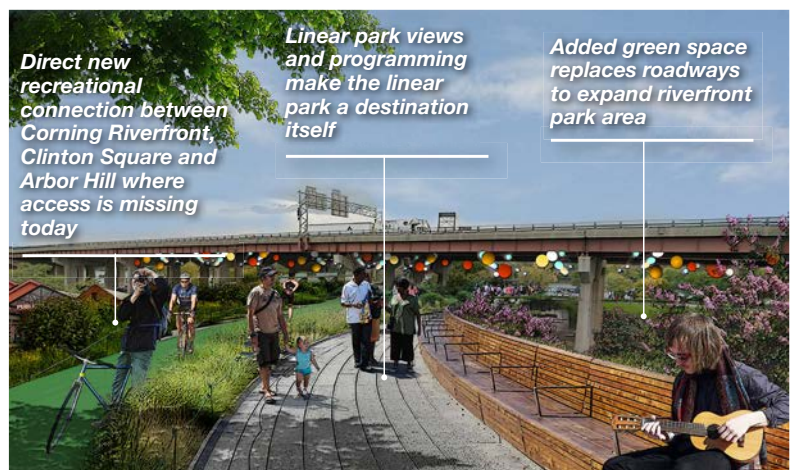 Direct new
recreational
connection between
Corning Riverfront,
Clinton Square and
Arbor Hill where
access is missing
today
Linear park views
and programming
make the linear
park a destination
itself
Added green space
replaces roadways
to expand riverfront
park area